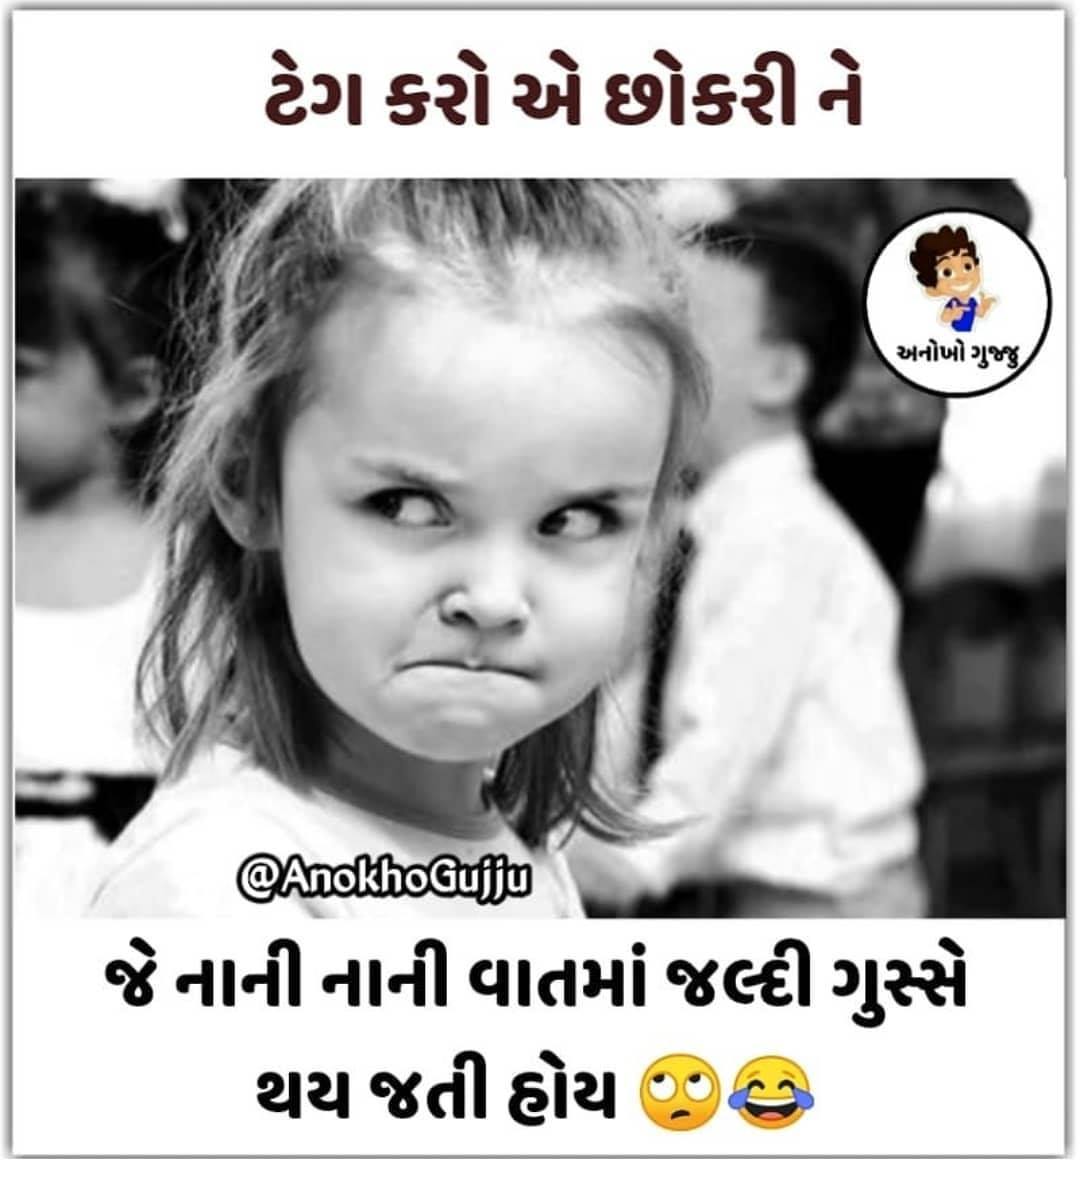 ટેગ કરો એ છોકરી ને
અનોખો ગુજ્જુ
@AnokhoGujju
જે નાની નાની વાતમાં જલ્દી ગુસ્સે
થય જતી હોય 🙄😂